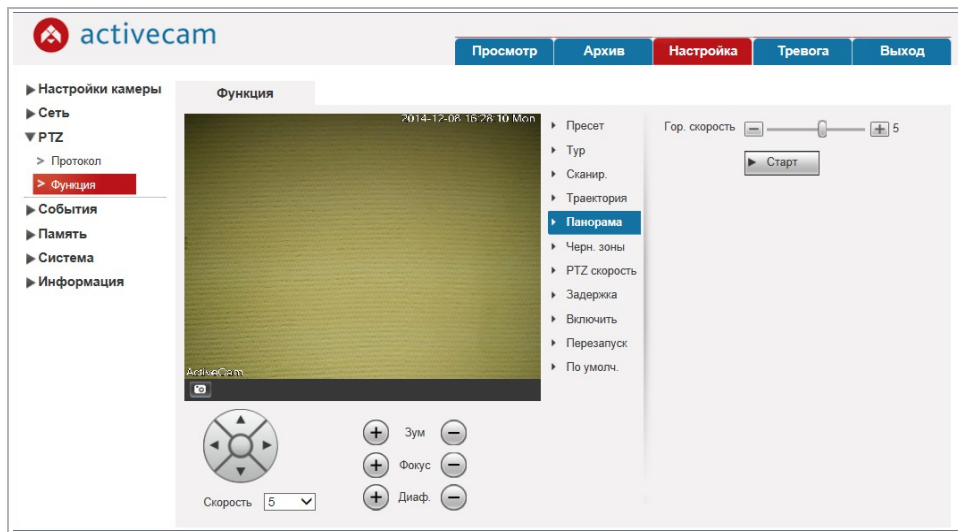 activecam
Просмотр
Архив
Настройка
Тревога
Выход
Настройки камеры
Сеть
PTZ
> Протокол
> Функция
События
Память
Система
Информация
Функция
2014-12-08 16:28:10 Mon
ActiveCam
Пресет
Тур
Сканир.
Траектория
Панорама
Черн. зоны
PTZ скорость
Задержка
Включить
Перезапуск
По умолч.
Гор. скорость 5
Старт
Зум
Фокус
Диаф.
Скорость 5